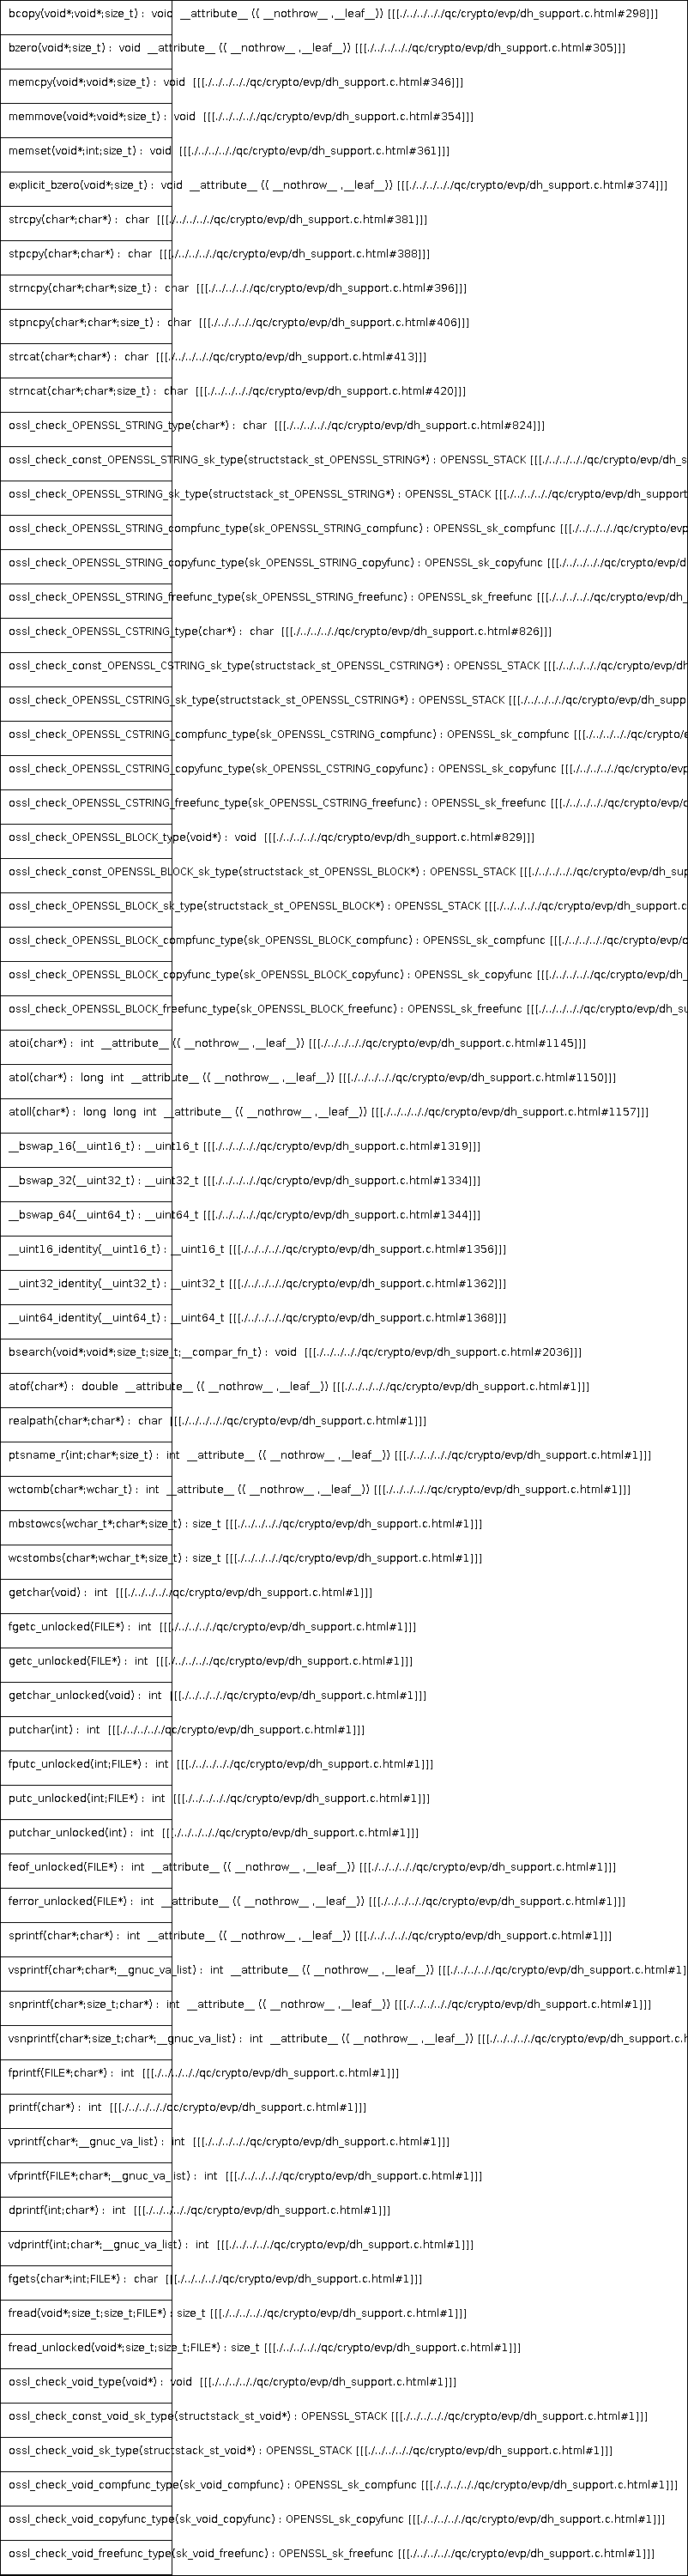 bcopy(void*;void*;size_t) : void __attribute__ (( __nothrow__ ,__leaf__)) [[[./../../../qc/crypto/evp/dh_support.c.html#298]]]
bzero(void*;size_t) : void __attribute__ (( __nothrow__ ,__leaf__)) [[[./../../../qc/crypto/evp/dh_support.c.html#305]]]
memcpy(void*;void*;size_t) : void [[[./../../../../qc/crypto/evp/dh_support.c.html#346]]]
memmove(void*;void*;size_t) : void [[[./../../../../qc/crypto/evp/dh_support.c.html#354]]]
memset(void*;int;size_t) : void [[[./../../../../qc/crypto/evp/dh_support.c.html#361]]]
explicit_bzero(void*;size_t) : void __attribute__ (( __nothrow__ ,__leaf__)) [[[./../../../../qc/crypto/evp/dh_support.c.html#374]]]
strcpy(char*;char*) : char [[[./../../../../qc/crypto/evp/dh_support.c.html#381]]]
stpcpy(char*;char*) : char [[[./../../../../qc/crypto/evp/dh_support.c.html#388]]]
strncpy(char*;char*;size_t) : char [[[./../../../../qc/crypto/evp/dh_support.c.html#396]]]
stpncpy(char*;char*;size_t) : char [[[./../../../../qc/crypto/evp/dh_support.c.html#406]]]
strcat(char*;char*) : char [[[./../../../../qc/crypto/evp/dh_support.c.html#413]]]
strncat(char*;char*;size_t) : char [[[./../../../../qc/crypto/evp/dh_support.c.html#420]]]
ossl_check_OPENSSL_STRING_type(char*) : char [[[./../../../../qc/crypto/evp/dh_support.c.html#824]]]
ossl_check_const_OPENSSL_STRING_sk_type(structstack_st_OPENSSL_STRING*) : OPENSSL_STACK [[[./../../../../qc/crypto/evp/dh_s
ossl_check_OPENSSL_STRING_sk_type(structstack_st_OPENSSL_STRING*) : OPENSSL_STACK [[[./../../../../qc/crypto/evp/dh_support
ossl_check_OPENSSL_STRING_compfunc_type(sk_OPENSSL_STRING_compfunc) : OPENSSL_sk_compfunc [[[./../../../../qc/crypto/evp
ossl_check_OPENSSL_STRING_copyfunc_type(sk_OPENSSL_STRING_copyfunc) : OPENSSL_sk_copyfunc [[[./../../../../qc/crypto/evp/d
ossl_check_OPENSSL_STRING_freefunc_type(sk_OPENSSL_STRING_freefunc) : OPENSSL_sk_freefunc [[[./../../../../qc/crypto/evp/dh_
ossl_check_OPENSSL_CSTRING_type(char*) : char [[[./../../../../qc/crypto/evp/dh_support.c.html#826]]]
ossl_check_const_OPENSSL_CSTRING_sk_type(structstack_st_OPENSSL_CSTRING*) : OPENSSL_STACK [[[./../../../../qc/crypto/evp/dh
ossl_check_OPENSSL_CSTRING_sk_type(structstack_st_OPENSSL_CSTRING*) : OPENSSL_STACK [[[./../../../../qc/crypto/evp/dh_supp
ossl_check_OPENSSL_CSTRING_compfunc_type(sk_OPENSSL_CSTRING_compfunc) : OPENSSL_sk_compfunc [[[./../../../../qc/crypto/e
ossl_check_OPENSSL_CSTRING_copyfunc_type(sk_OPENSSL_CSTRING_copyfunc) : OPENSSL_sk_copyfunc [[[./../../../../qc/crypto/evp
ossl_check_OPENSSL_CSTRING_freefunc_type(sk_OPENSSL_CSTRING_freefunc) : OPENSSL_sk_freefunc [[[./../../../../qc/crypto/evp/d
ossl_check_OPENSSL_BLOCK_type(void*) : void [[[./../../../../qc/crypto/evp/dh_support.c.html#829]]]
ossl_check_const_OPENSSL_BLOCK_sk_type(structstack_st_OPENSSL_BLOCK*) : OPENSSL_STACK [[[./../../../../qc/crypto/evp/dh_sup
ossl_check_OPENSSL_BLOCK_sk_type(structstack_st_OPENSSL_BLOCK*) : OPENSSL_STACK [[[./../../../../qc/crypto/evp/dh_support.c
ossl_check_OPENSSL_BLOCK_compfunc_type(sk_OPENSSL_BLOCK_compfunc) : OPENSSL_sk_compfunc [[[./../../../../qc/crypto/evp/d
ossl_check_OPENSSL_BLOCK_copyfunc_type(sk_OPENSSL_BLOCK_copyfunc) : OPENSSL_sk_copyfunc [[[./../../../../qc/crypto/evp/dh_
ossl_check_OPENSSL_BLOCK_freefunc_type(sk_OPENSSL_BLOCK_freefunc) : OPENSSL_sk_freefunc [[[./../../../../qc/crypto/evp/dh_su
atoi(char*) : int __attribute__ (( __nothrow__ ,__leaf__)) [[[./../../../../qc/crypto/evp/dh_support.c.html#1145]]]
atol(char*) : long int __attribute__ (( __nothrow__ ,__leaf__)) [[[./../../../../qc/crypto/evp/dh_support.c.html#1150]]]
atoll(char*) : long long int __attribute__ (( __nothrow__ ,__leaf__)) [[[./../../../../qc/crypto/evp/dh_support.c.html#1157]]]
__bswap_16(__uint16_t) : __uint16_t [[[./../../../../qc/crypto/evp/dh_support.c.html#1319]]]
__bswap_32(__uint32_t) : __uint32_t [[[./../../../../qc/crypto/evp/dh_support.c.html#1334]]]
__bswap_64(__uint64_t) : __uint64_t [[[./../../../../qc/crypto/evp/dh_support.c.html#1344]]]
__uint16_identity(__uint16_t) : __uint16_t [[[./../../../../qc/crypto/evp/dh_support.c.html#1356]]]
__uint32_identity(__uint32_t) : __uint32_t [[[./../../../../qc/crypto/evp/dh_support.c.html#1362]]]
__uint64_identity(__uint64_t) : __uint64_t [[[./../../../../qc/crypto/evp/dh_support.c.html#1368]]]
bsearch(void*;void*;size_t;size_t;__compar_fn_t) : void [[[./../../../../qc/crypto/evp/dh_support.c.html#2036]]]
atof(char*) : double __attribute__ (( __nothrow__ ,__leaf__)) [[[./../../../../qc/crypto/evp/dh_support.c.html#1]]]
realpath(char*;char*) : char [[[./../../../../qc/crypto/evp/dh_support.c.html#1]]]
ptsname_r(int;char*;size_t) : int __attribute__ (( __nothrow__ ,__leaf__)) [[[./../../../../qc/crypto/evp/dh_support.c.html#1]]]
wctomb(char*;wchar_t) : int __attribute__ (( __nothrow__ ,__leaf__)) [[[./../../../../qc/crypto/evp/dh_support.c.html#1]]]
mbstowcs(wchar_t*;char*;size_t) : size_t [[[./../../../../qc/crypto/evp/dh_support.c.html#1]]]
wcstombs(char*;wchar_t*;size_t) : size_t [[[./../../../../qc/crypto/evp/dh_support.c.html#1]]]
getchar(void) : int [[[./../../../../qc/crypto/evp/dh_support.c.html#1]]]
fgetc_unlocked(FILE*) : int [[[./../../../../qc/crypto/evp/dh_support.c.html#1]]]
getc_unlocked(FILE*) : int [[[./../../../../qc/crypto/evp/dh_support.c.html#1]]]
getchar_unlocked(void) : int [[[./../../../../qc/crypto/evp/dh_support.c.html#1]]]
putchar(int) : int [[[./../../../../qc/crypto/evp/dh_support.c.html#1]]]
fputc_unlocked(int;FILE*) : int [[[./../../../../qc/crypto/evp/dh_support.c.html#1]]]
putc_unlocked(int;FILE*) : int [[[./../../../../qc/crypto/evp/dh_support.c.html#1]]]
putchar_unlocked(int) : int [[[./../../../../qc/crypto/evp/dh_support.c.html#1]]]
feof_unlocked(FILE*) : int __attribute__ (( __nothrow__ ,__leaf__)) [[[./../../../../qc/crypto/evp/dh_support.c.html#1]]]
ferror_unlocked(FILE*) : int __attribute__ (( __nothrow__ ,__leaf__)) [[[./../../../../qc/crypto/evp/dh_support.c.html#1]]]
sprintf(char*;char*) : int __attribute__ (( __nothrow__ ,__leaf__)) [[[./../../../../qc/crypto/evp/dh_support.c.html#1]]]
vsprintf(char*;char*;__gnuc_va_list) : int __attribute__ (( __nothrow__ ,__leaf__)) [[[./../../../../qc/crypto/evp/dh_support.c.html#1]
snprintf(char*;size_t;char*) : int __attribute__ (( __nothrow__ ,__leaf__)) [[[./../../../../qc/crypto/evp/dh_support.c.html#1]]]
vsnprintf(char*;size_t;char*;__gnuc_va_list) : int __attribute__ (( __nothrow__ ,__leaf__)) [[[./../../../../qc/crypto/evp/dh_support.c.h
fprintf(FILE*;char*) : int [[[./../../../../qc/crypto/evp/dh_support.c.html#1]]]
printf(char*) : int [[[./../../../../qc/crypto/evp/dh_support.c.html#1]]]
vprintf(char*;__gnuc_va_list) : int [[[./../../../../qc/crypto/evp/dh_support.c.html#1]]]
vfprintf(FILE*;char*;__gnuc_va_list) : int [[[./../../../../qc/crypto/evp/dh_support.c.html#1]]]
dprintf(int;char*) : int [[[./../../../../qc/crypto/evp/dh_support.c.html#1]]]
vdprintf(int;char*;__gnuc_va_list) : int [[[./../../../../qc/crypto/evp/dh_support.c.html#1]]]
fgets(char*;int;FILE*) : char [[[./../../../../qc/crypto/evp/dh_support.c.html#1]]]
fread(void*;size_t;size_t;FILE*) : size_t [[[./../../../../qc/crypto/evp/dh_support.c.html#1]]]
fread_unlocked(void*;size_t;size_t;FILE*) : size_t [[[./../../../../qc/crypto/evp/dh_support.c.html#1]]]
ossl_check_void_type(void*) : void [[[./../../../../qc/crypto/evp/dh_support.c.html#1]]]
ossl_check_const_void_sk_type(structstack_st_void*) : OPENSSL_STACK [[[./../../../../qc/crypto/evp/dh_support.c.html#1]]]
ossl_check_void_sk_type(structstack_st_void*) : OPENSSL_STACK [[[./../../../../qc/crypto/evp/dh_support.c.html#1]]]
ossl_check_void_compfunc_type(sk_void_compfunc) : OPENSSL_sk_compfunc [[[./../../../../qc/crypto/evp/dh_support.c.html#1]]]
ossl_check_void_copyfunc_type(sk_void_copyfunc) : OPENSSL_sk_copyfunc [[[./../../../../qc/crypto/evp/dh_support.c.html#1]]]
ossl_check_void_freefunc_type(sk_void_freefunc) : OPENSSL_sk_freefunc [[[./../../../../qc/crypto/evp/dh_support.c.html#1]]]